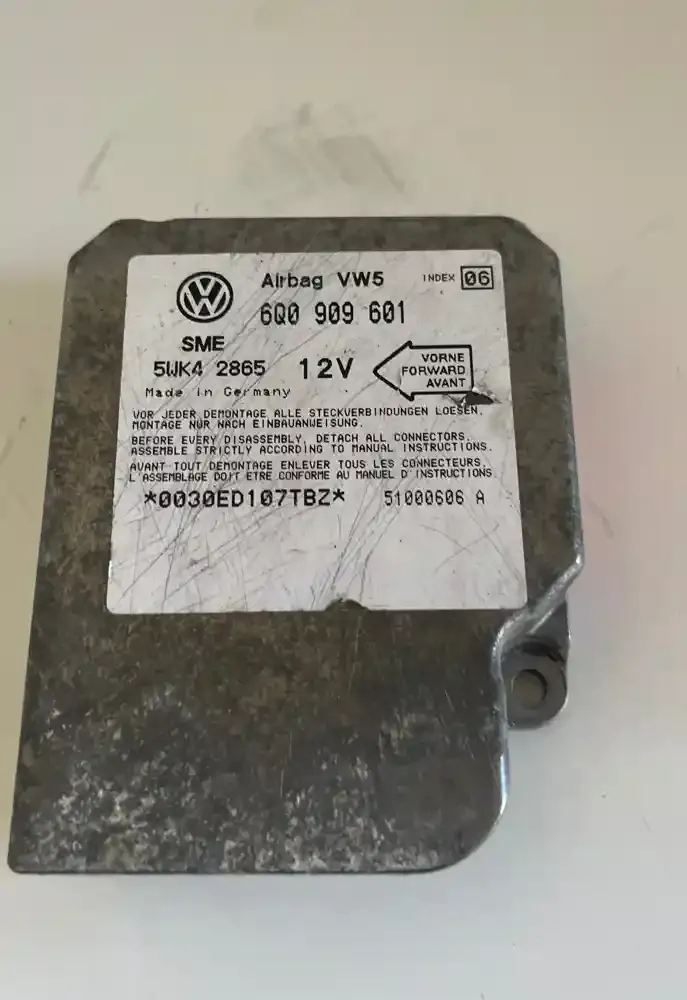 Airbag VW5 INDEX 06
6Q0 909 601
SME
5WK4 2865 12V
VORNE
FORWARD
AVANT
Made in Germany
VOR JEDER DEMONTAGE ALLE STECKVERBINDUNGEN LOESEN.
MONTAGE NUR NACH EINBAUANWEISUNG.
BEFORE EVERY DISASSEMBLY, DETACH ALL CONNECTORS.
ASSEMBLE STRICTLY ACCORDING TO MANUAL INSTRUCTIONS.
AVANT TOUT DEMONTAGE ENLEVER TOUS LES CONNECTEURS.
L'ASSEMBLAGE DOIT ETRE CONFORME AU MANUEL D'INSTRUCTIONS
*0030ED107TBZ* 51000606 A